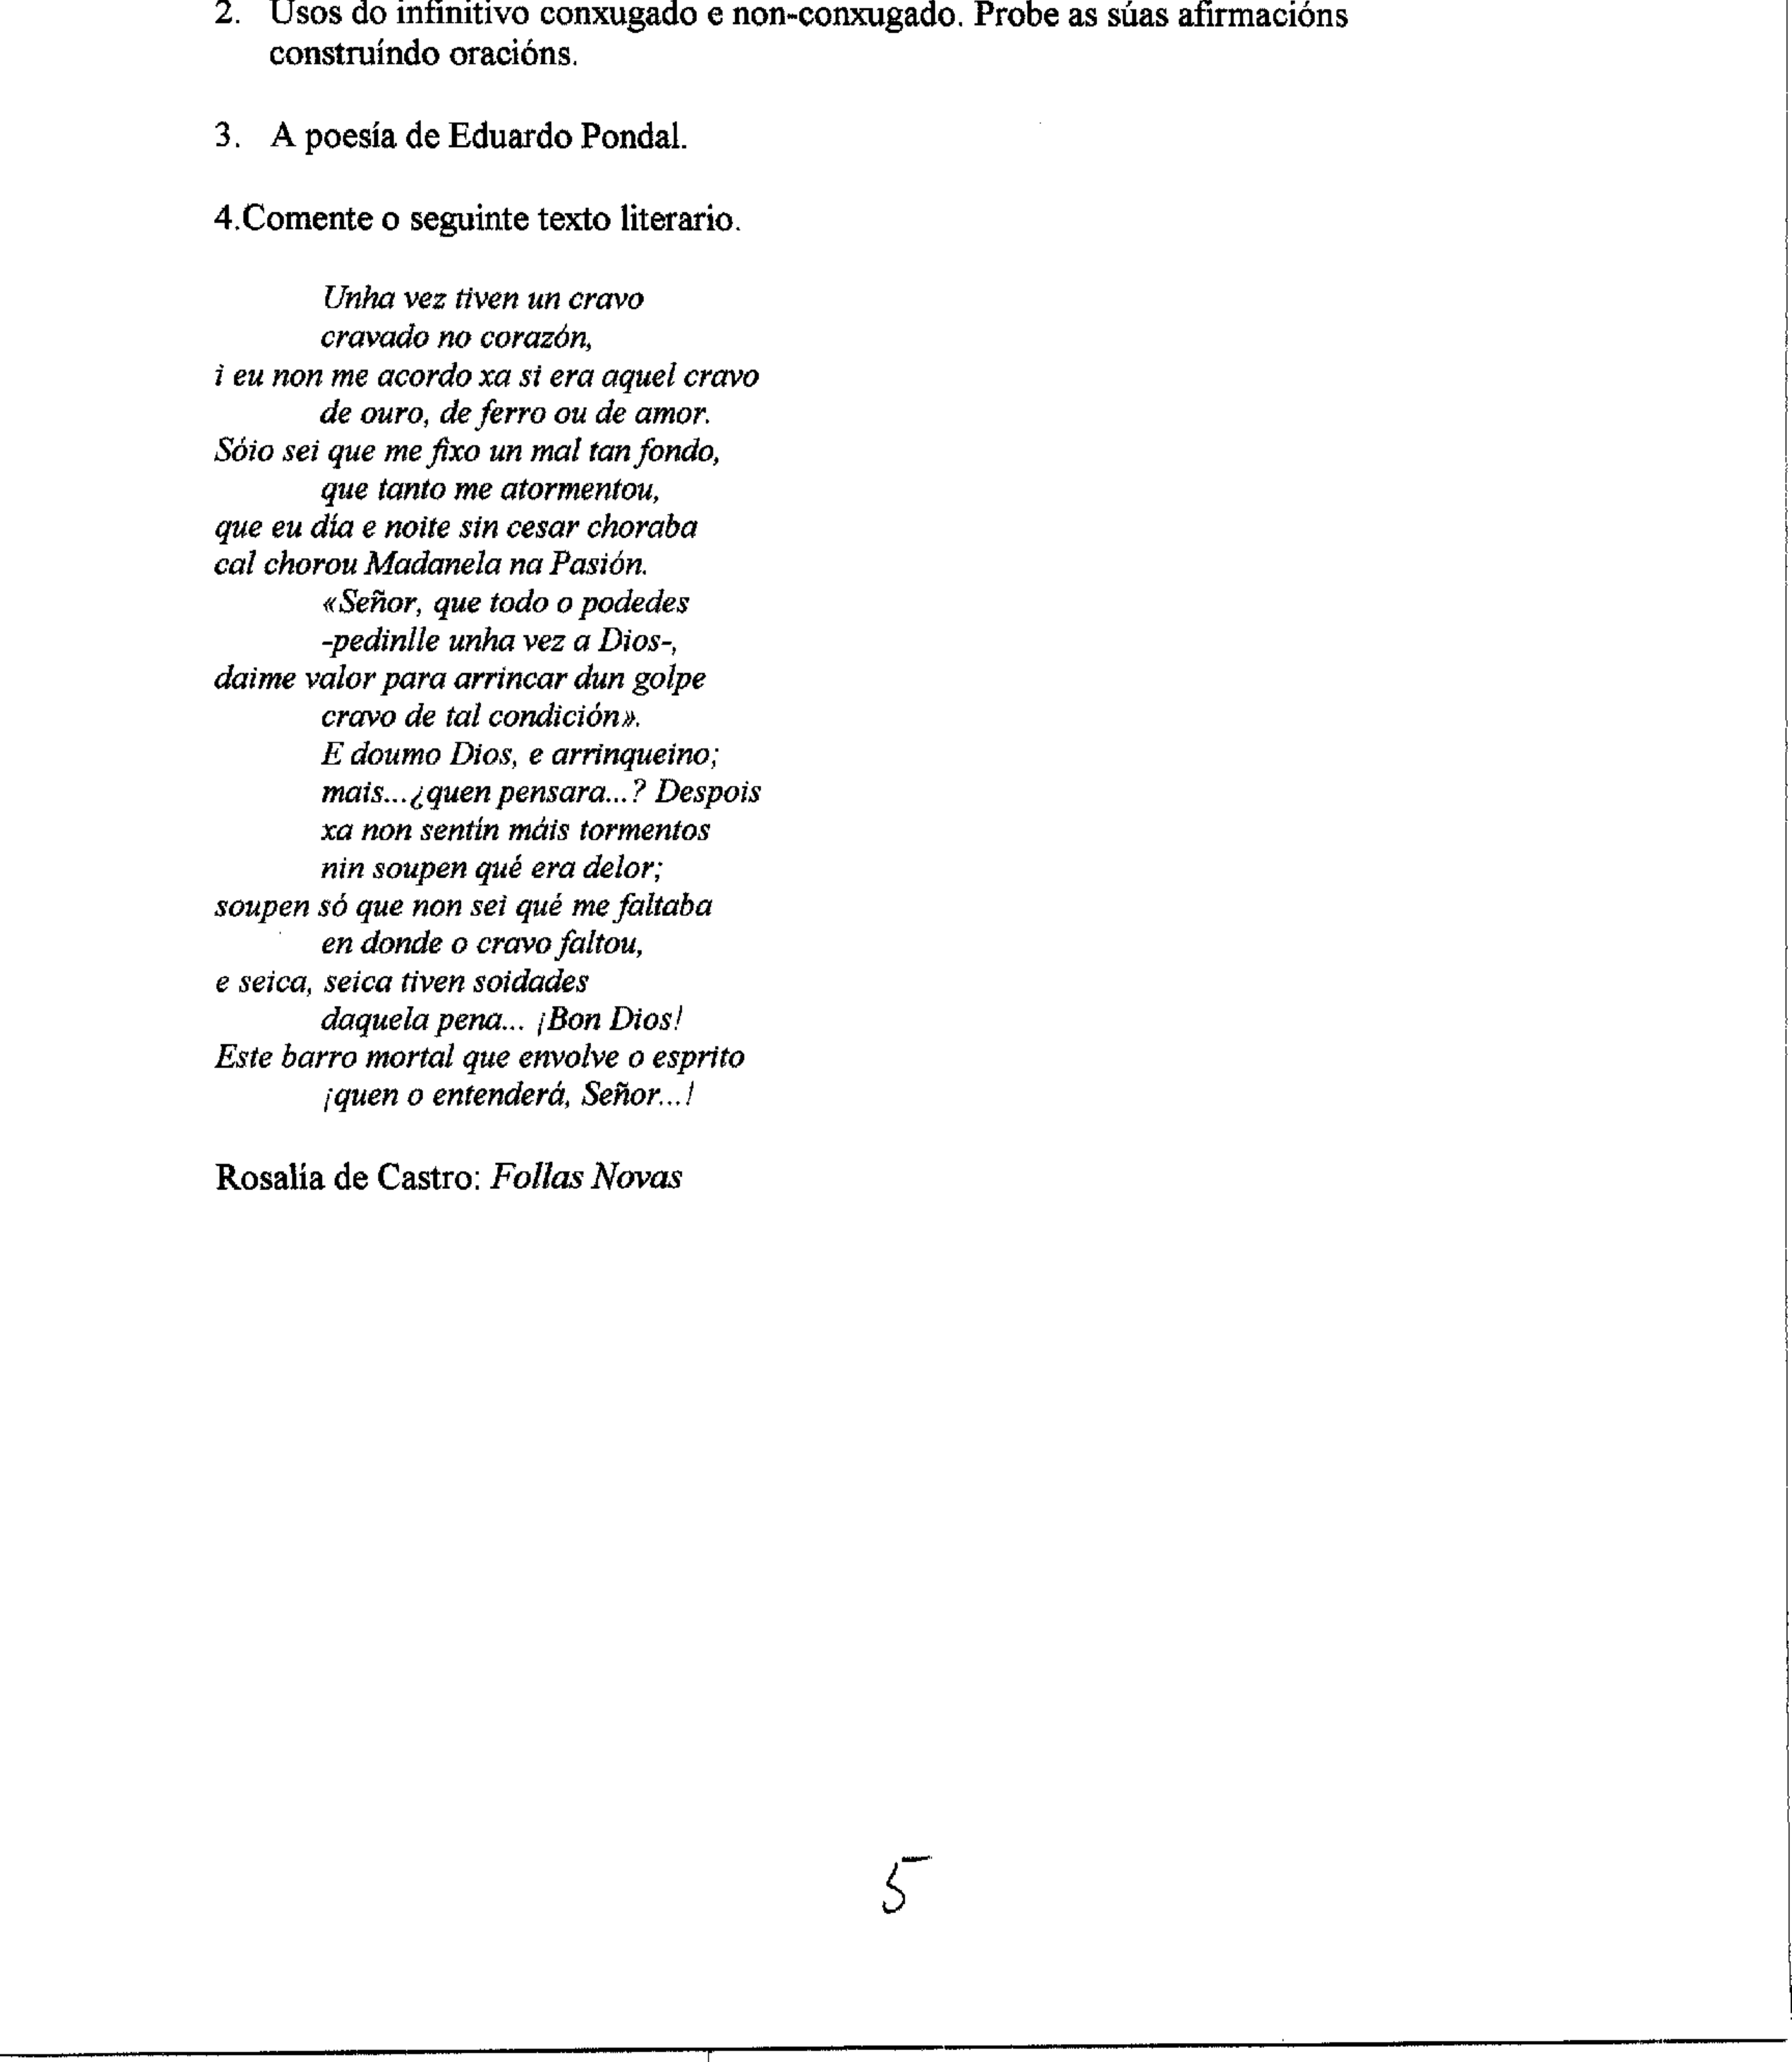 2. Usos do infinitivo conxugado e non-conxugado. Probe as súas afirmacións
construíndo oracións.
3. A poesía de Eduardo Pondal.
4.Comente o seguinte texto literario.
Unha vez tiven un cravo
cravado no corazón,
i eu non me acordo xa si era aquel cravo
de ouro, de ferro ou de amor.
Sóio sei que me fixo un mal tan fondo,
que tanto me atormentou,
que eu día e noite sin cesar choraba
cal chorou Madanela na Pasión.
«Señor, que todo o podedes
-pedinlle unha vez a Dios-,
daime valor para arrincar dun golpe
cravo de tal condición».
E doumo Dios, e arrinqueino;
mais...¿quen pensara...? Despois
xa non sentín máis tormentos
nin soupen qué era delor;
soupen só que non sei qué me faltaba
en donde o cravo faltou,
e seica, seica tiven soidades
daquela pena... ¡Bon Dios!
Este barro mortal que envolve o esprito
¡quen o entenderá, Señor...!
Rosalía de Castro: Follas Novas
5